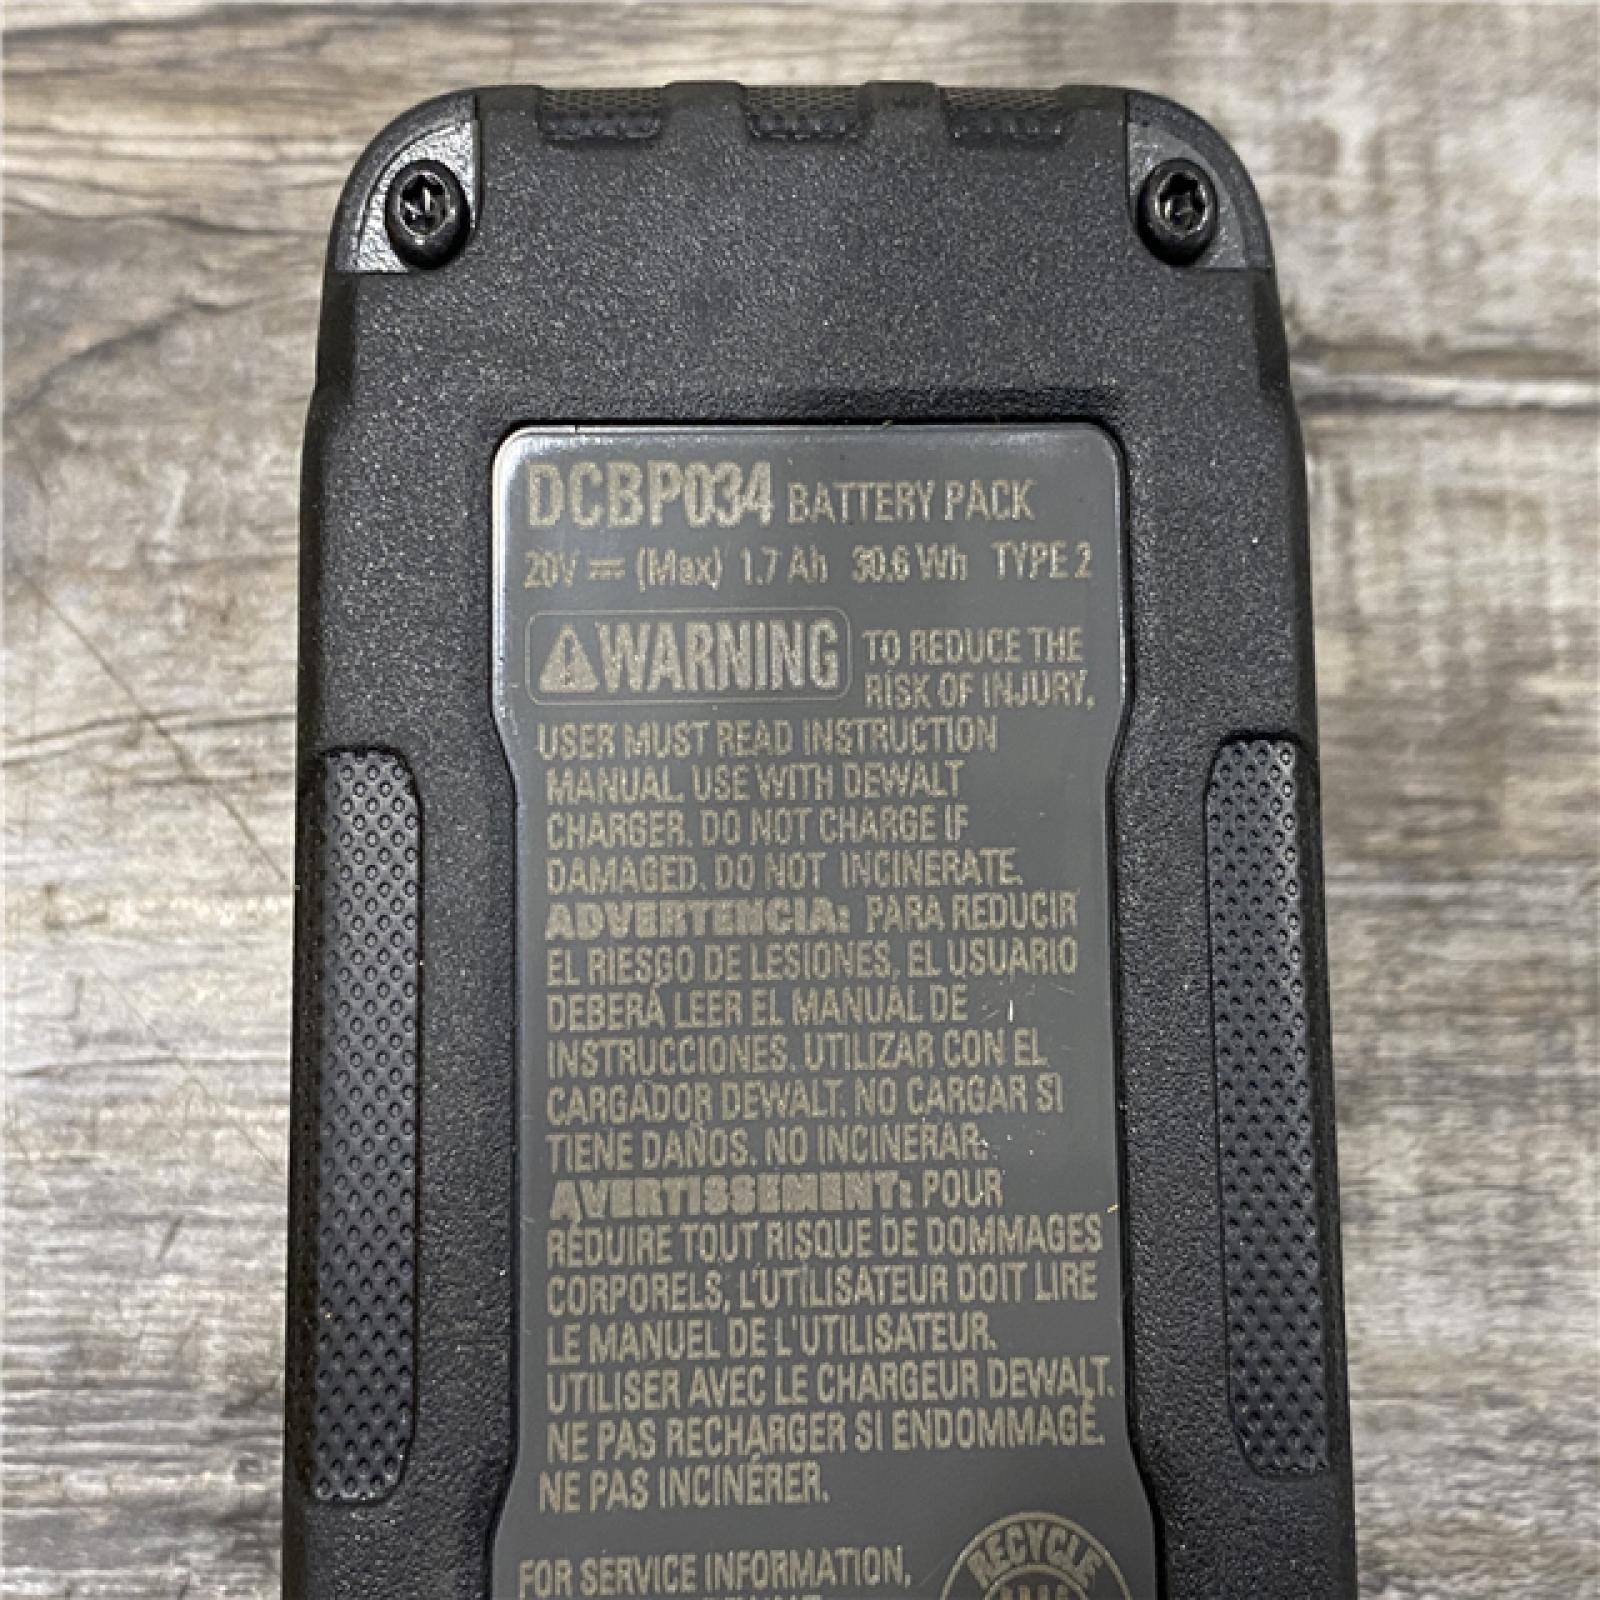 DCBP034 BATTERY PACK
20V ⎓ (Max) 1.7 Ah 30.6 Wh TYPE 2
⚠WARNING TO REDUCE THE
RISK OF INJURY,
USER MUST READ INSTRUCTION
MANUAL. USE WITH DEWALT
CHARGER. DO NOT CHARGE IF
DAMAGED. DO NOT INCINERATE.
ADVERTENCIA: PARA REDUCIR
EL RIESGO DE LESIONES, EL USUARIO
DEBERÁ LEER EL MANUAL DE
INSTRUCCIONES. UTILIZAR CON EL
CARGADOR DEWALT. NO CARGAR SI
TIENE DAÑOS. NO INCINERAR.
AVERTISSEMENT: POUR
RÉDUIRE TOUT RISQUE DE DOMMAGES
CORPORELS, L'UTILISATEUR DOIT LIRE
LE MANUEL DE L'UTILISATEUR.
UTILISER AVEC LE CHARGEUR DEWALT.
NE PAS RECHARGER SI ENDOMMAGÉ.
NE PAS INCINÉRER.
FOR SERVICE INFORMATION,
RECYCLE